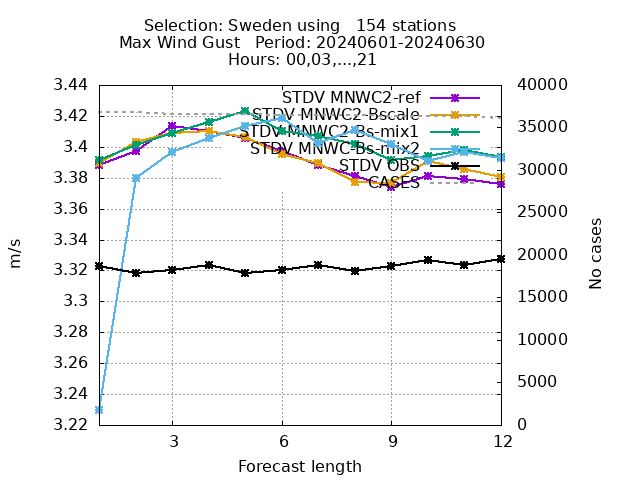 Selection: Sweden using   154 stations
Max Wind Gust   Period: 20240601-20240630
Hours: 00,03,...,21
3.44
3.42
3.4
3.38
3.36
3.34
3.32
3.3
3.28
3.26
3.24
3.22
m/s
STDV MNWC2-ref
STDV MNWC2-Bscale
STDV MNWC2-Bs-mix1
STDV MNWC-Bs-mix2
STDV OBS
CASES
40000
35000
30000
25000
20000
15000
10000
5000
0
No cases
3
6
9
12
Forecast length